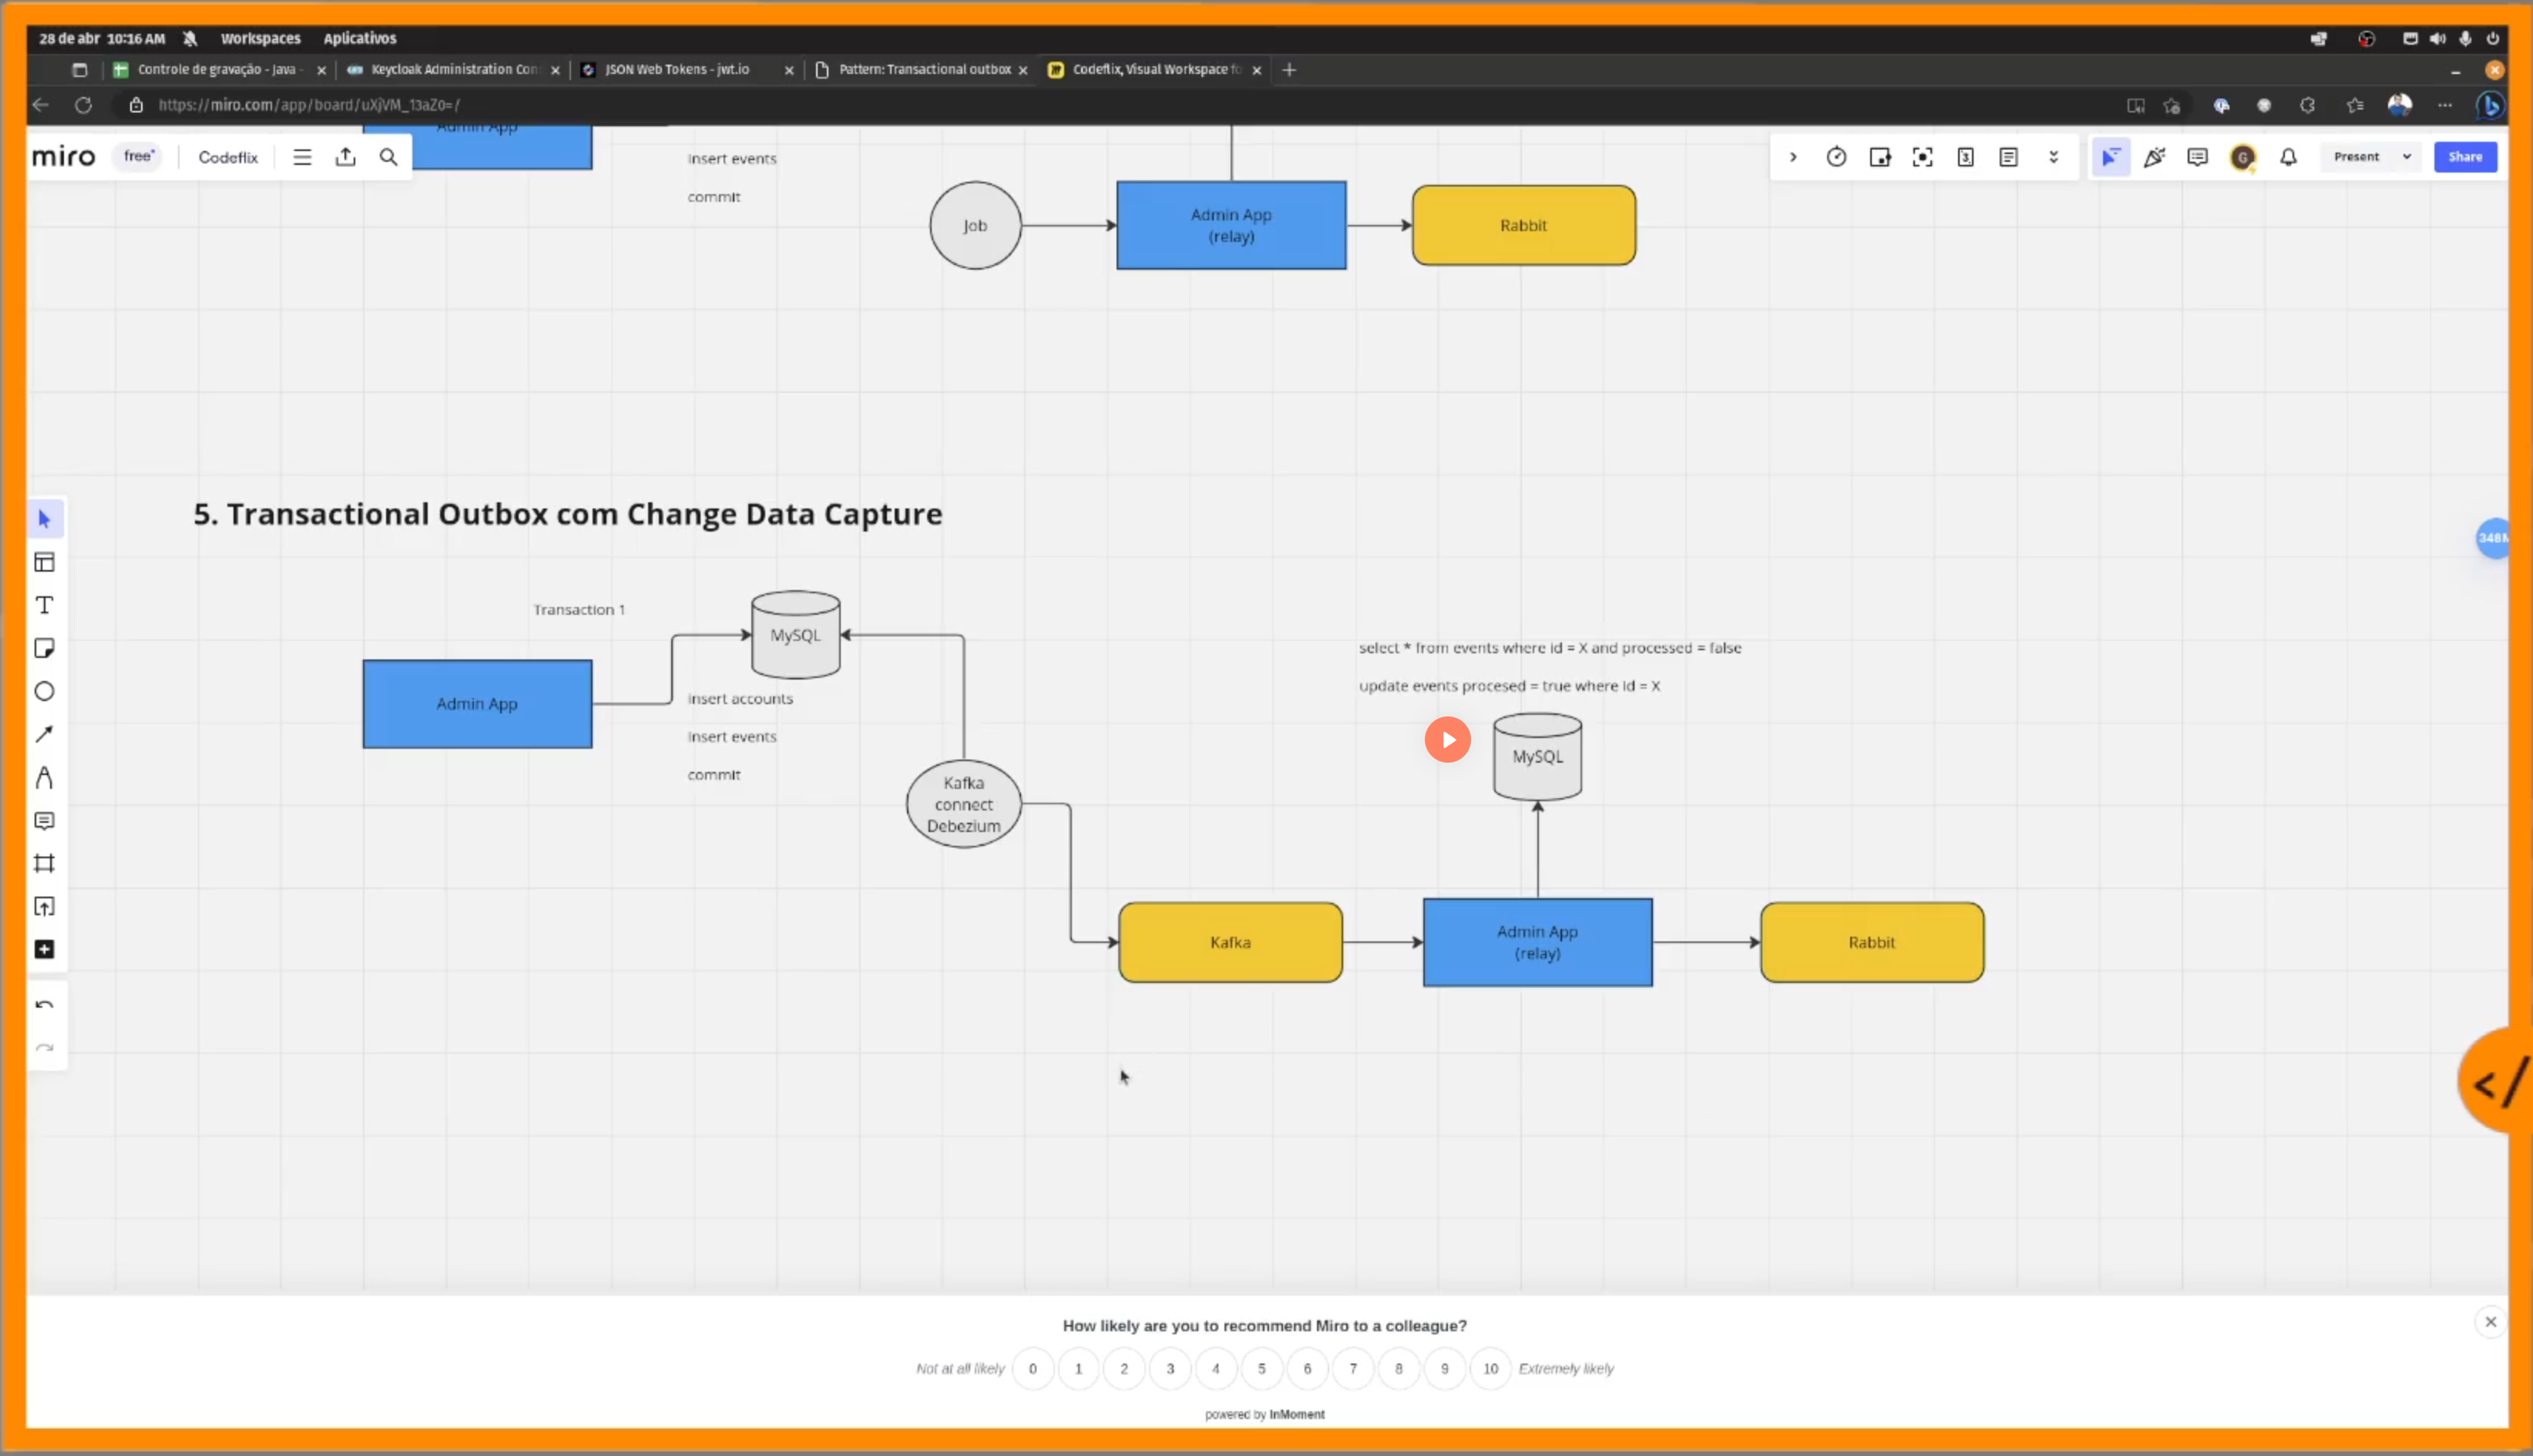 28 de abr 10:16 AM Workspaces Aplicativos
Controle de gravação - Java - Keycloak Administration Con JSON Web Tokens - jwt.io Pattern: Transactional outbox Codeflix, Visual Workspace fo
https://miro.com/app/board/uXjVM_13aZ0=/
Admin App
miro free Codeflix
G Present Share
insert events
commit
Job
Admin App
(relay)
Rabbit
5. Transactional Outbox com Change Data Capture
348M
Transaction 1
MySQL
Admin App
insert accounts
insert events
commit
select * from events where id = X and processed = false
update events procesed = true where id = X
MySQL
Kafka
connect
Debezium
Kafka
Admin App
(relay)
Rabbit
</
How likely are you to recommend Miro to a colleague?
Not at all likely 0 1 2 3 4 5 6 7 8 9 10 Extremely likely
powered by InMoment